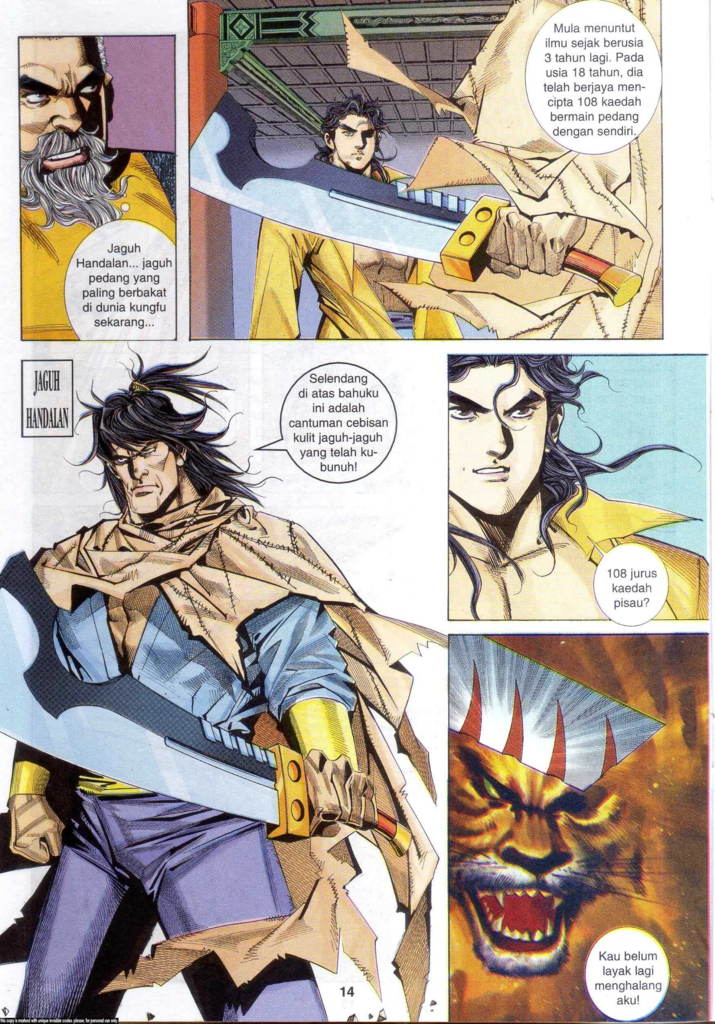 Jaguh
Handalan... jaguh
pedang yang
paling berbakat
di dunia kungfu
sekarang...
Mula menuntut
ilmu sejak berusia
3 tahun lagi. Pada
usia 18 tahun, dia
telah berjaya men-
cipta 108 kaedah
bermain pedang
dengan sendiri.
JAGUH
HANDALAN
Selendang
di atas bahuku
ini adalah
cantuman cebisan
kulit jaguh-jaguh
yang telah ku-
bunuh!
108 jurus
kaedah
pisau?
Kau belum
layak lagi
menghalang
aku!
14